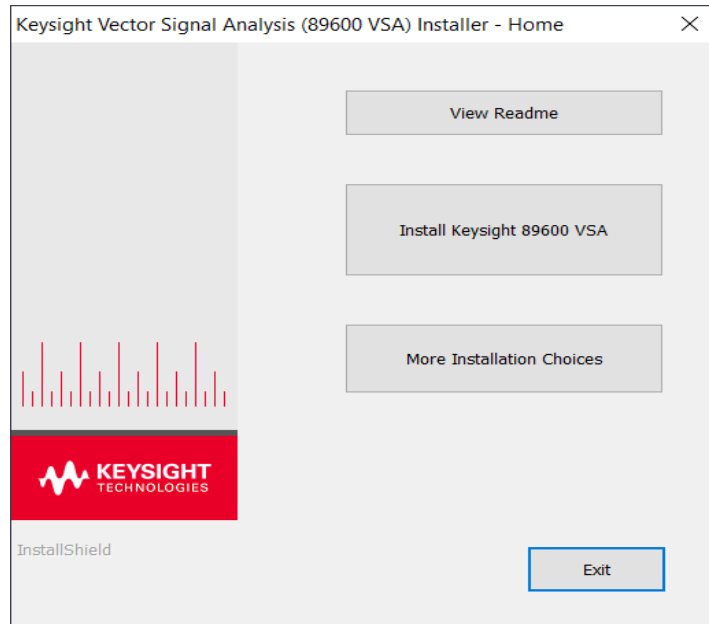 Keysight Vector Signal Analysis (89600 VSA) Installer - Home
View Readme
Install Keysight 89600 VSA
More Installation Choices
KEYSIGHT
TECHNOLOGIES
InstallShield
Exit